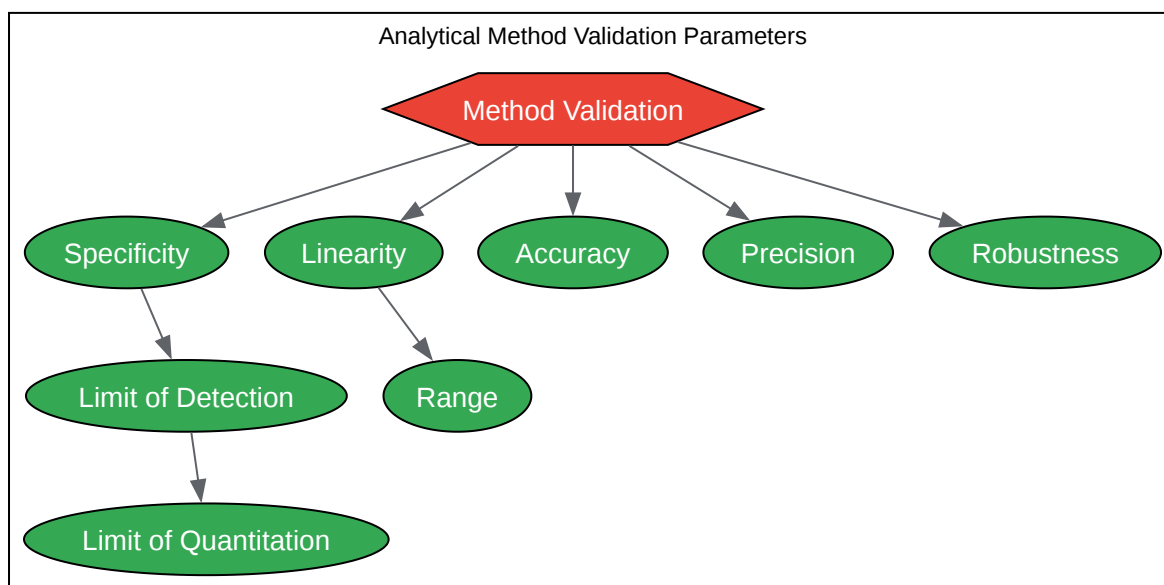 Analytical Method Validation Parameters
Method Validation
Specificity
Linearity
Accuracy
Precision
Robustness
Limit of Detection
Range
Limit of Quantitation